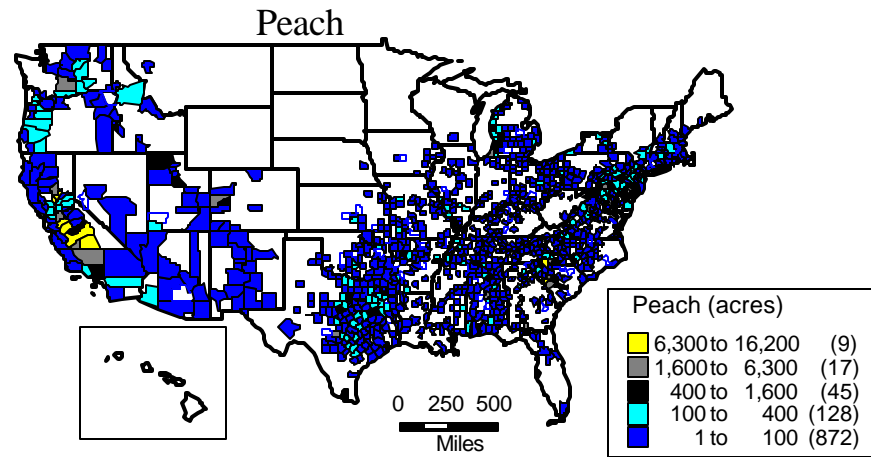 Peach
0 250 500
Miles
Peach (acres)
6,300 to 16,200 (9)
1,600 to 6,300 (17)
400 to 1,600 (45)
100 to 400 (128)
1 to 100 (872)